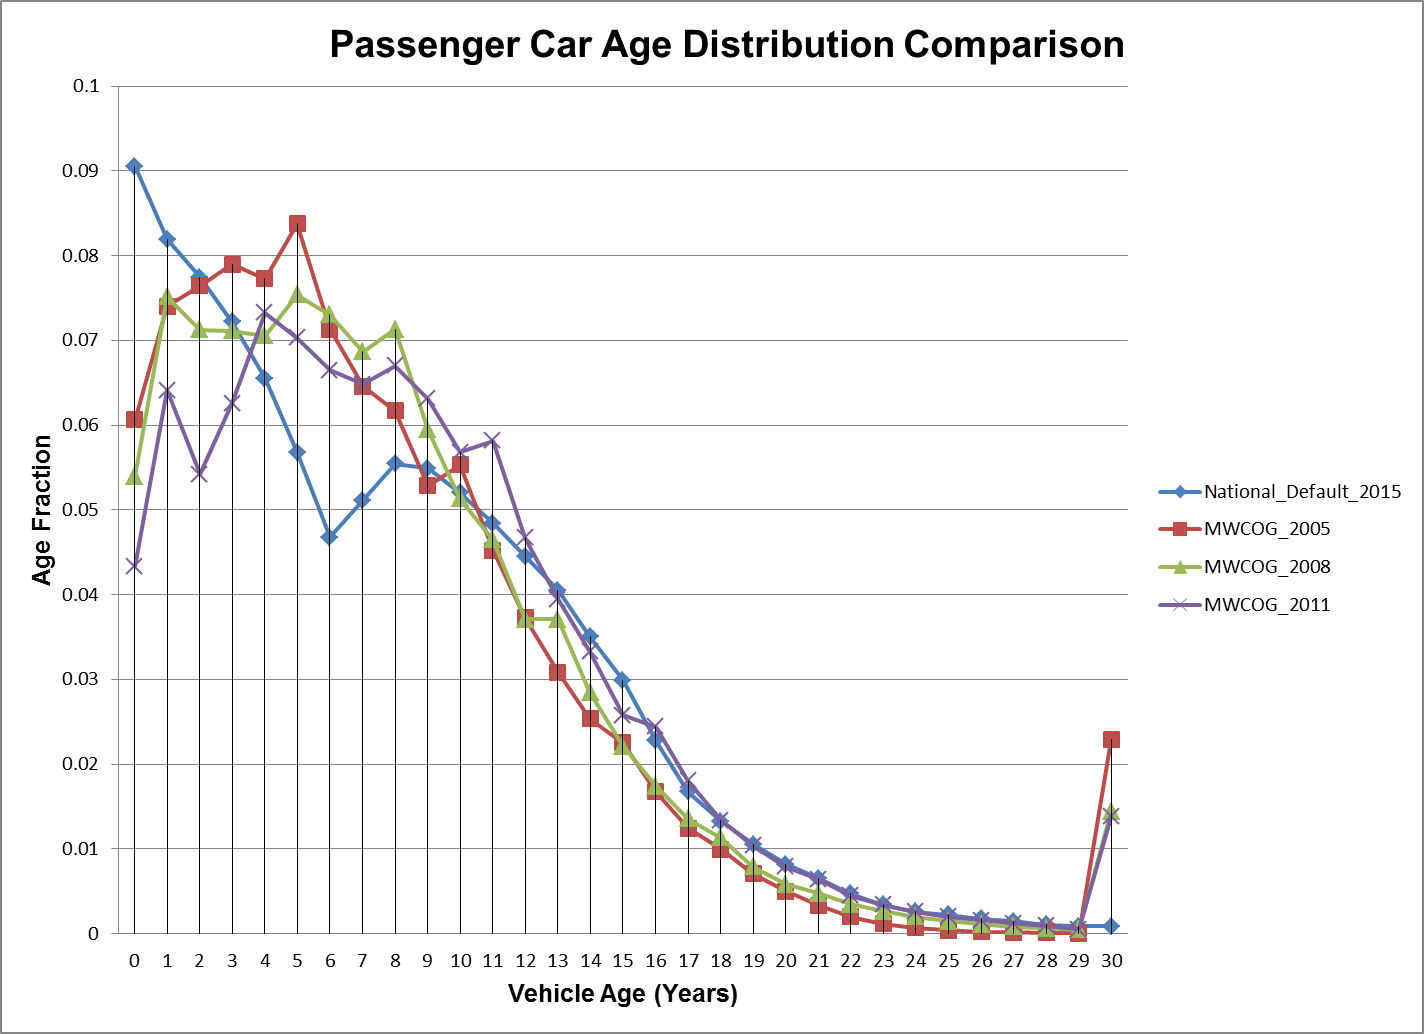 Passenger Car Age Distribution Comparison
0.1
0.09
0.08
0.07
0.06
0.05
0.04
0.03
0.02
0.01
0
Age Fraction
0 1 2 3 4 5 6 7 8 9 10 11 12 13 14 15 16 17 18 19 20 21 22 23 24 25 26 27 28 29 30
Vehicle Age (Years)
National_Default_2015
MWCOG_2005
MWCOG_2008
MWCOG_2011